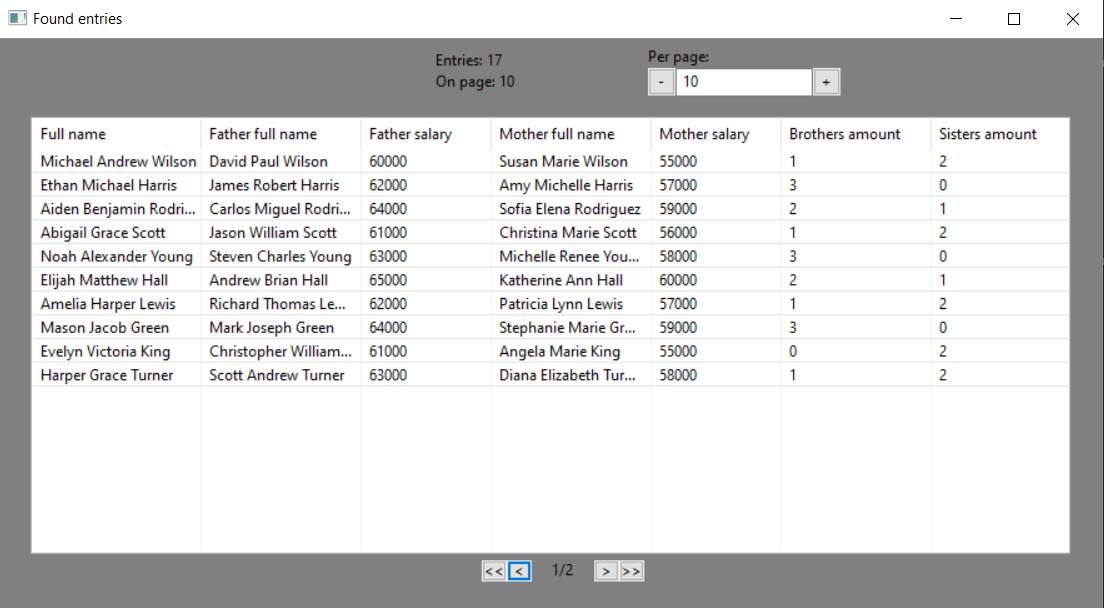 Found entries
Entries: 17
On page: 10
Per page:
- 10 +
Full name Father full name Father salary Mother full name Mother salary Brothers amount Sisters amount
Michael Andrew Wilson David Paul Wilson 60000 Susan Marie Wilson 55000 1 2
Ethan Michael Harris James Robert Harris 62000 Amy Michelle Harris 57000 3 0
Aiden Benjamin Rodri... Carlos Miguel Rodri... 64000 Sofia Elena Rodriguez 59000 2 1
Abigail Grace Scott Jason William Scott 61000 Christina Marie Scott 56000 1 2
Noah Alexander Young Steven Charles Young 63000 Michelle Renee You... 58000 3 0
Elijah Matthew Hall Andrew Brian Hall 65000 Katherine Ann Hall 60000 2 1
Amelia Harper Lewis Richard Thomas Le... 62000 Patricia Lynn Lewis 57000 1 2
Mason Jacob Green Mark Joseph Green 64000 Stephanie Marie Gr... 59000 3 0
Evelyn Victoria King Christopher William... 61000 Angela Marie King 55000 0 2
Harper Grace Turner Scott Andrew Turner 63000 Diana Elizabeth Tur... 58000 1 2
<< < 1/2 > >>